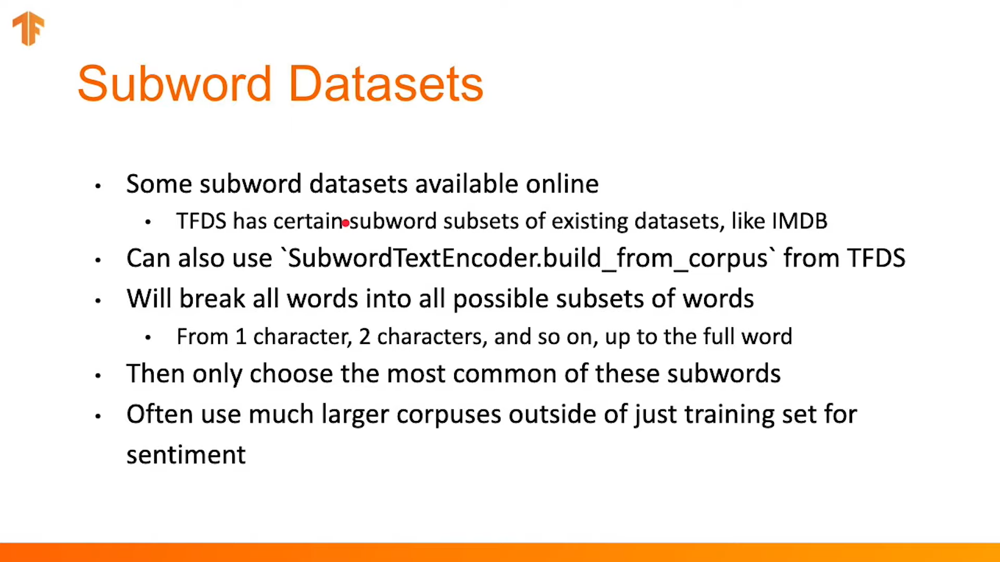 Subword Datasets
• Some subword datasets available online
• TFDS has certain subword subsets of existing datasets, like IMDB
• Can also use `SubwordTextEncoder.build_from_corpus` from TFDS
• Will break all words into all possible subsets of words
• From 1 character, 2 characters, and so on, up to the full word
• Then only choose the most common of these subwords
• Often use much larger corpuses outside of just training set for
sentiment